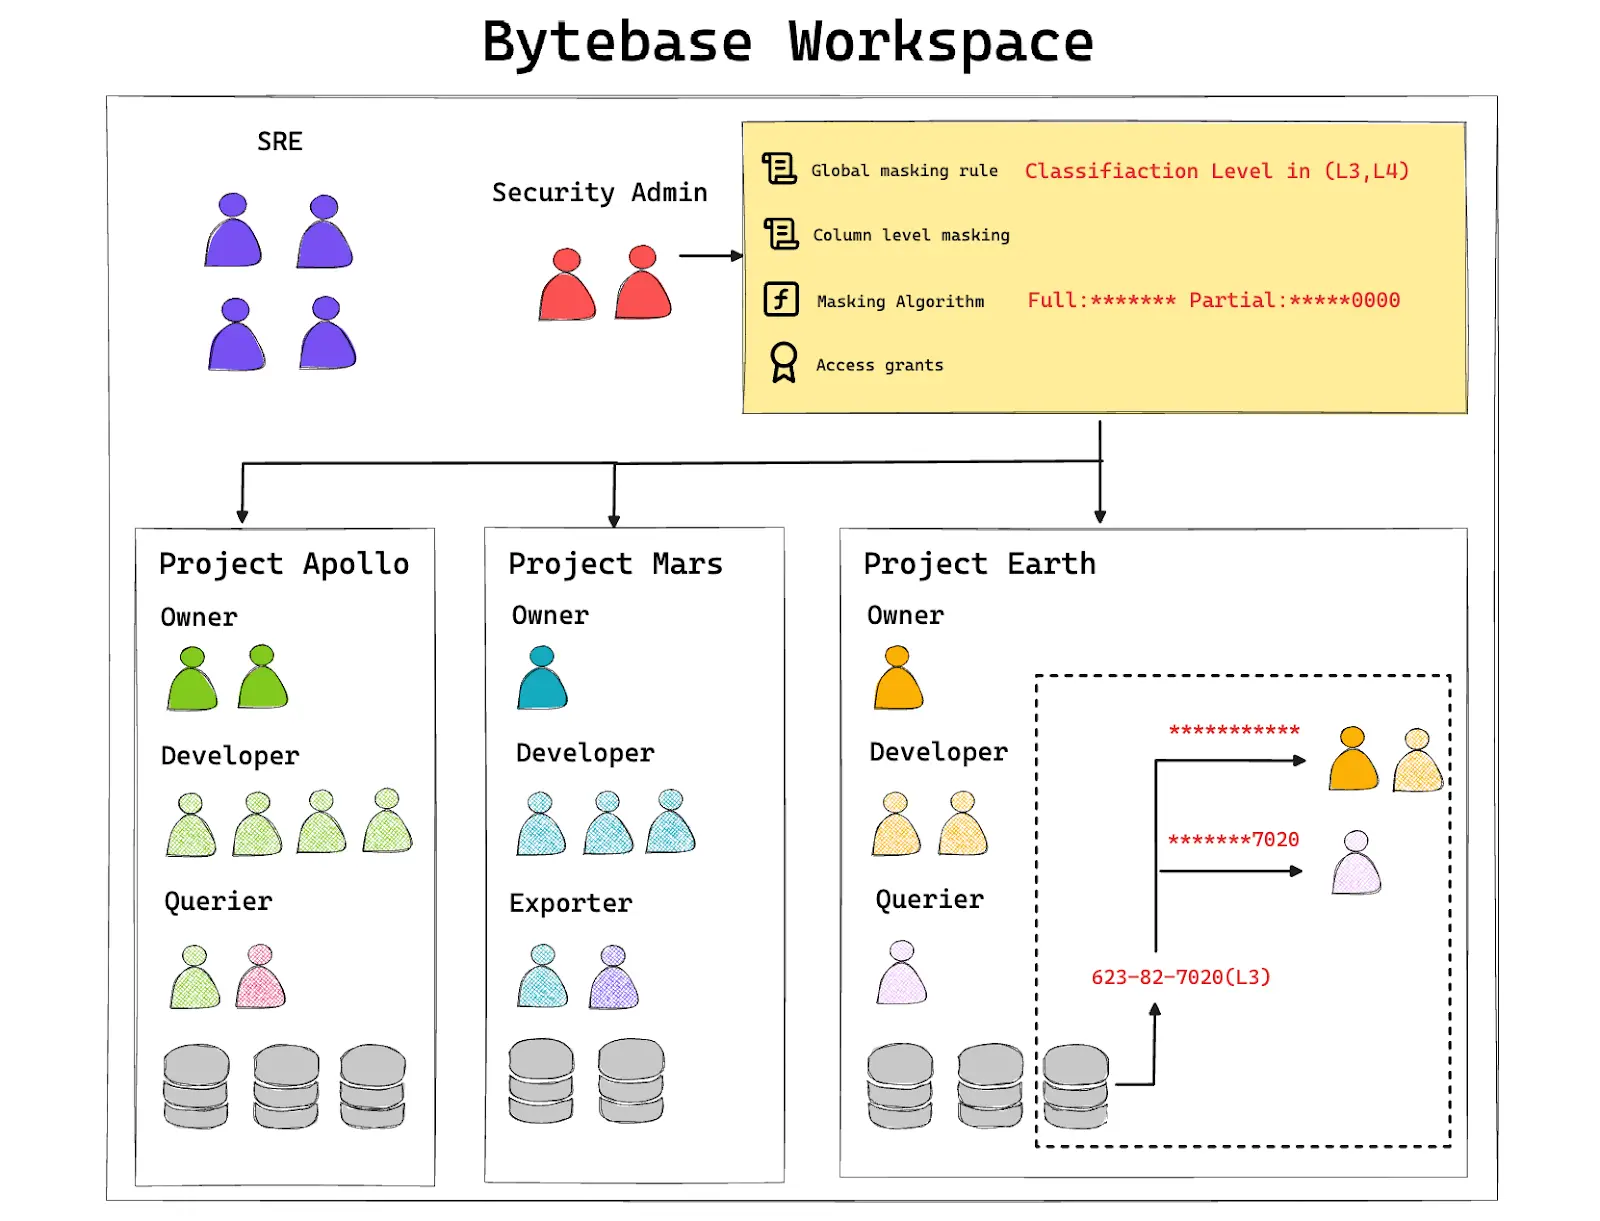 Bytebase Workspace
SRE
Security Admin
Global masking rule Classifiaction Level in (L3,L4)
Column level masking
Masking Algorithm Full:******* Partial:*****0000
Access grants
Project Apollo
Owner
Developer
Querier
Project Mars
Owner
Developer
Exporter
Project Earth
Owner
Developer
Querier
***********
*******7020
623-82-7020(L3)